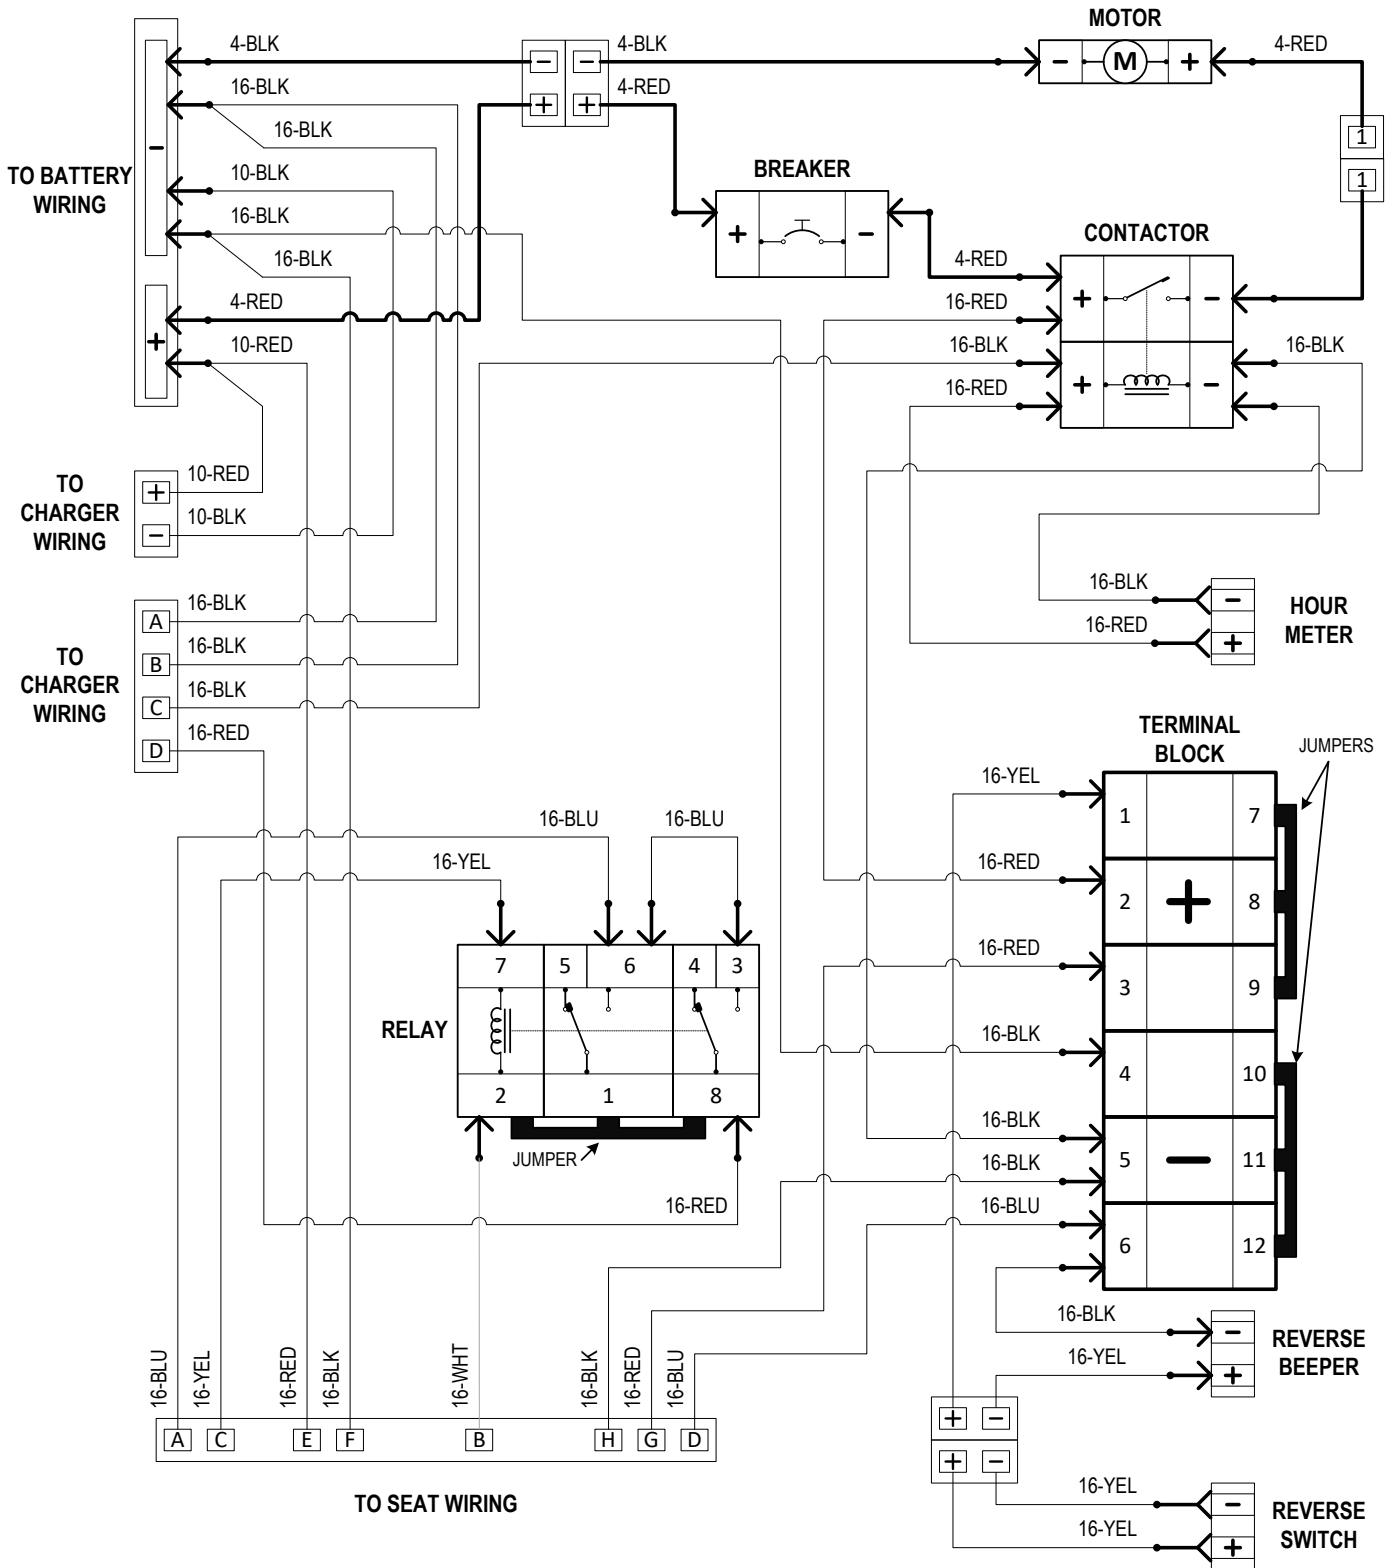 MOTOR
4-BLK
4-BLK
4-RED
- - - - M +
16-BLK
4-RED
+ +
16-BLK
1
-
TO BATTERY
WIRING
10-BLK
BREAKER
1
16-BLK
+ -
CONTACTOR
16-BLK
4-RED
4-RED
+ -
16-RED
+
10-RED
16-BLK
16-BLK
+ -
16-RED
TO
CHARGER
WIRING
10-RED
+
10-BLK
-
16-BLK
-
HOUR
METER
16-RED
+
TO
CHARGER
WIRING
16-BLK
A
16-BLK
B
16-BLK
C
16-RED
D
TERMINAL
BLOCK
JUMPERS
16-YEL
1 7
16-RED
2 + 8
16-RED
3 9
16-BLK
4 10
16-BLK
5 - 11
16-BLK
16-BLU
6 12
16-BLU
16-BLU
16-YEL
7 5 6 4 3
RELAY
2 1 8
JUMPER
16-RED
16-BLU
16-YEL
16-RED
16-BLK
16-WHT
16-BLK
16-RED
16-BLU
A C E F B H G D
TO SEAT WIRING
16-BLK
-
REVERSE
BEEPER
16-YEL
+
+ -
+ -
16-YEL
-
REVERSE
SWITCH
16-YEL
+